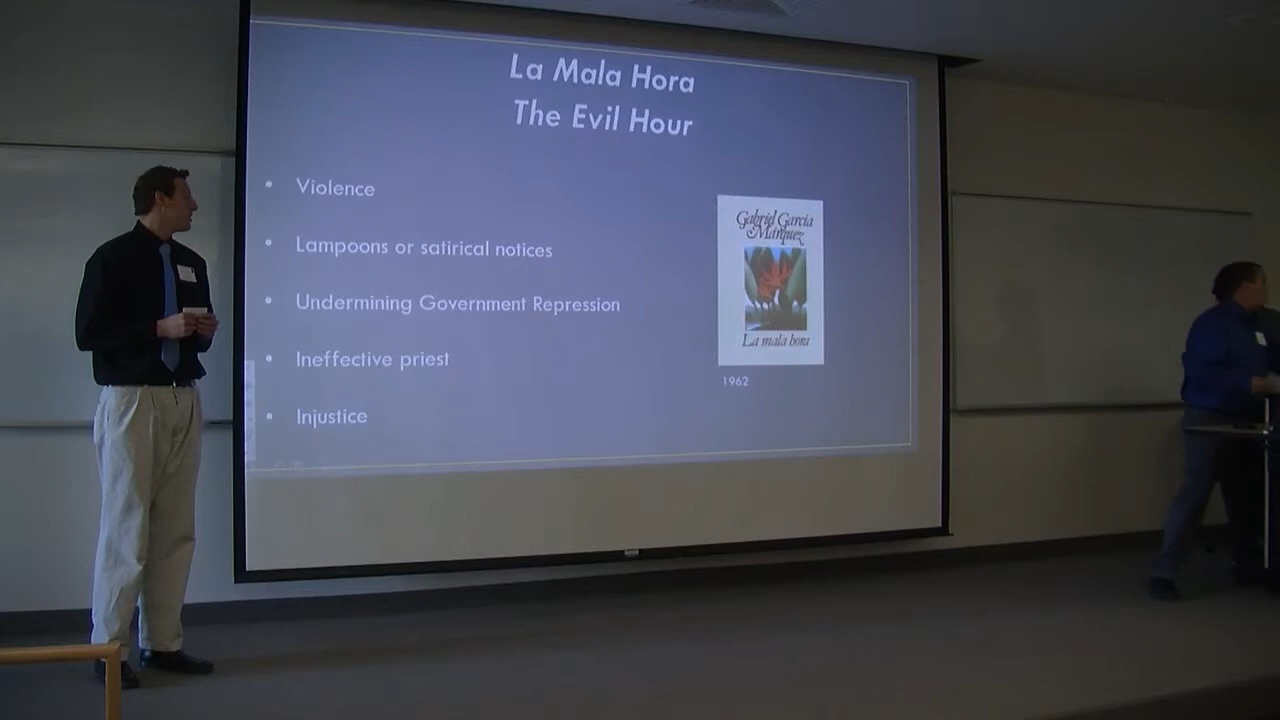 La Mala Hora
The Evil Hour
• Violence
• Lampoons or satirical notices
• Undermining Government Repression
• Ineffective priest
• Injustice
Gabriel García
Márquez
La mala hora
1962